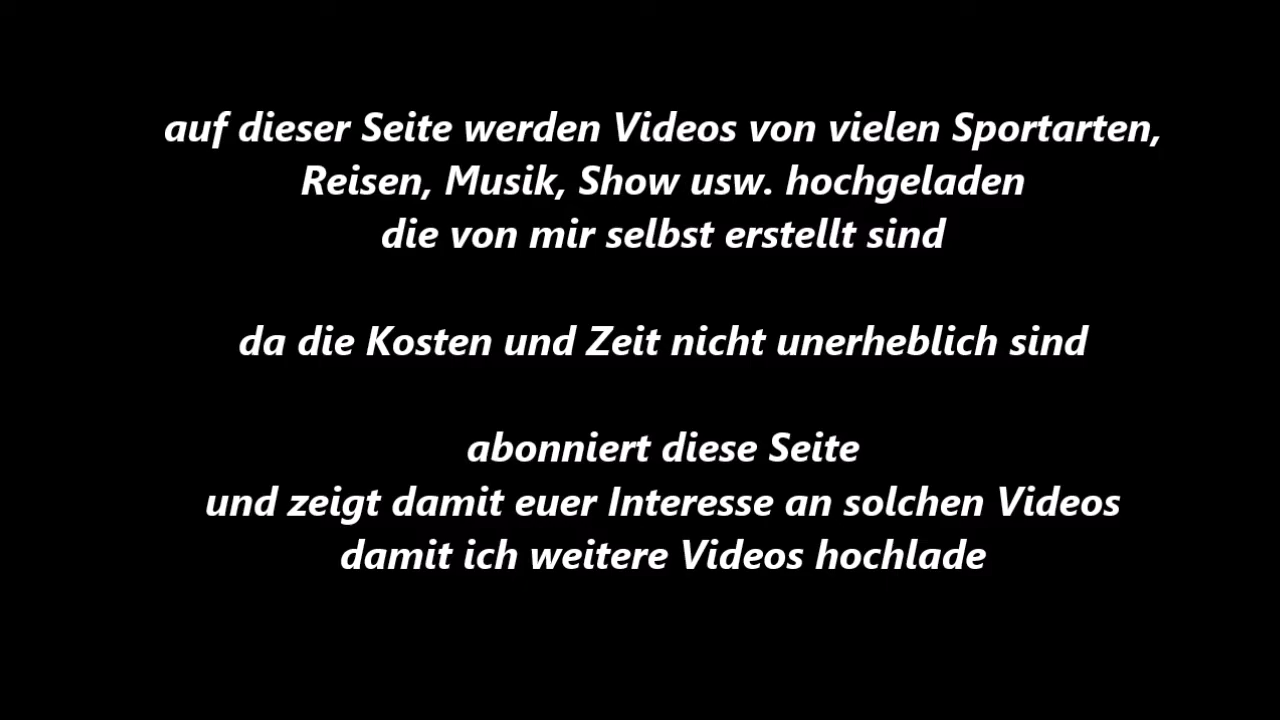 auf dieser Seite werden Videos von vielen Sportarten,
Reisen, Musik, Show usw. hochgeladen
die von mir selbst erstellt sind
da die Kosten und Zeit nicht unerheblich sind
abonniert diese Seite
und zeigt damit euer Interesse an solchen Videos
damit ich weitere Videos hochlade